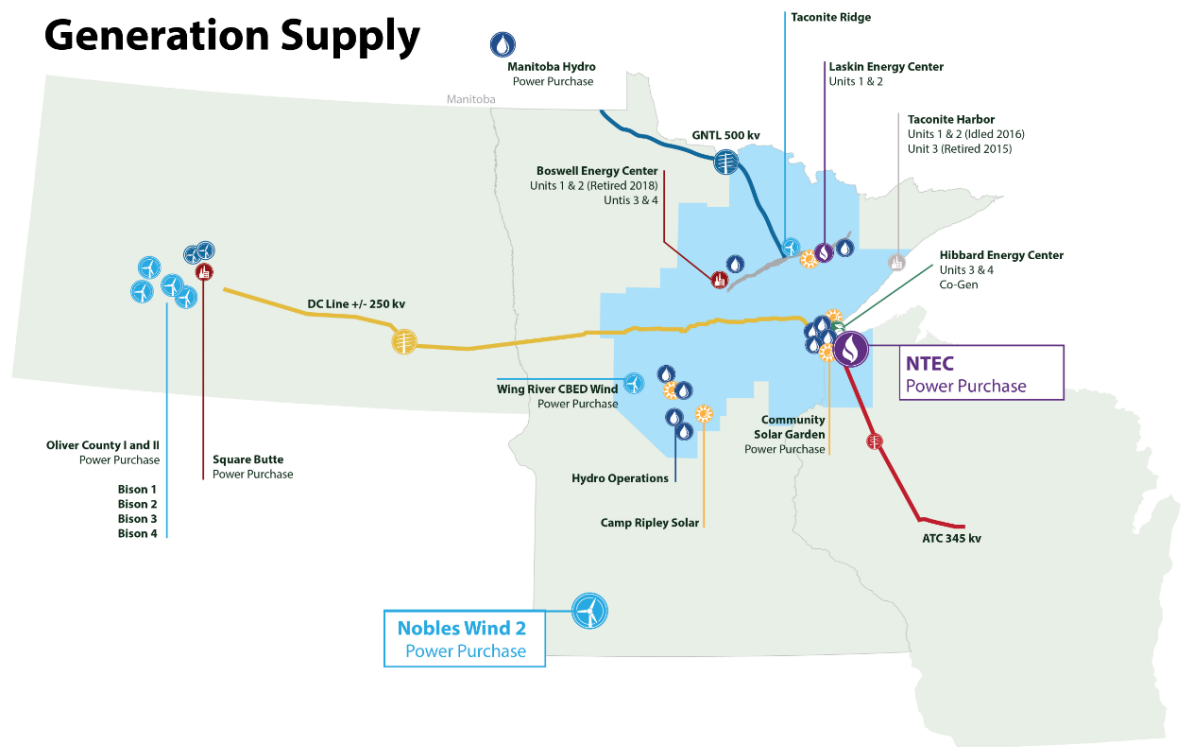 Generation Supply
Taconite Ridge
Manitoba Hydro
Power Purchase
Laskin Energy Center
Units 1 & 2
Manitoba
Taconite Harbor
Units 1 & 2 (Idled 2016)
Unit 3 (Retired 2015)
GNTL 500 kv
Boswell Energy Center
Units 1 & 2 (Retired 2018)
Untis 3 & 4
Hibbard Energy Center
Units 3 & 4
Co-Gen
DC Line +/- 250 kv
NTEC
Power Purchase
Wing River CBED Wind
Power Purchase
Community
Solar Garden
Power Purchase
Oliver County I and II
Power Purchase
Square Butte
Power Purchase
Hydro Operations
Bison 1
Bison 2
Bison 3
Bison 4
Camp Ripley Solar
ATC 345 kv
Nobles Wind 2
Power Purchase